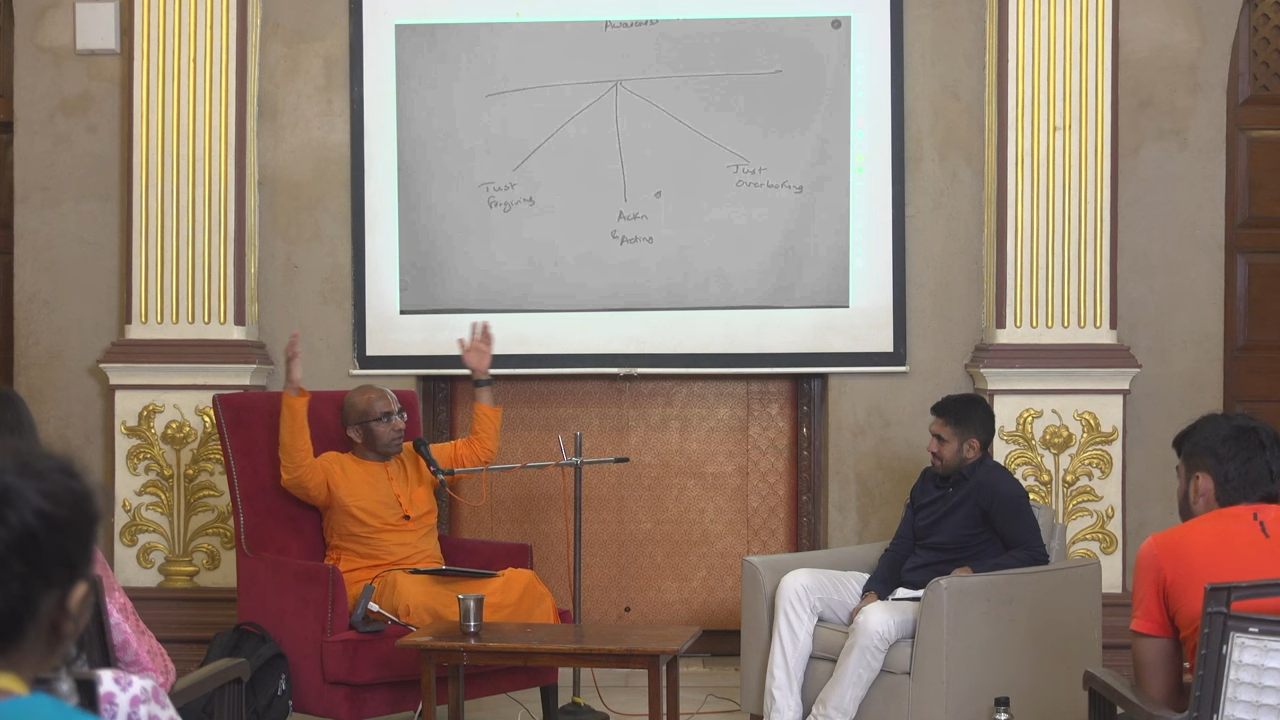 Awareness
Just
forgiving
Just
overlooking
Ackn
& Acting